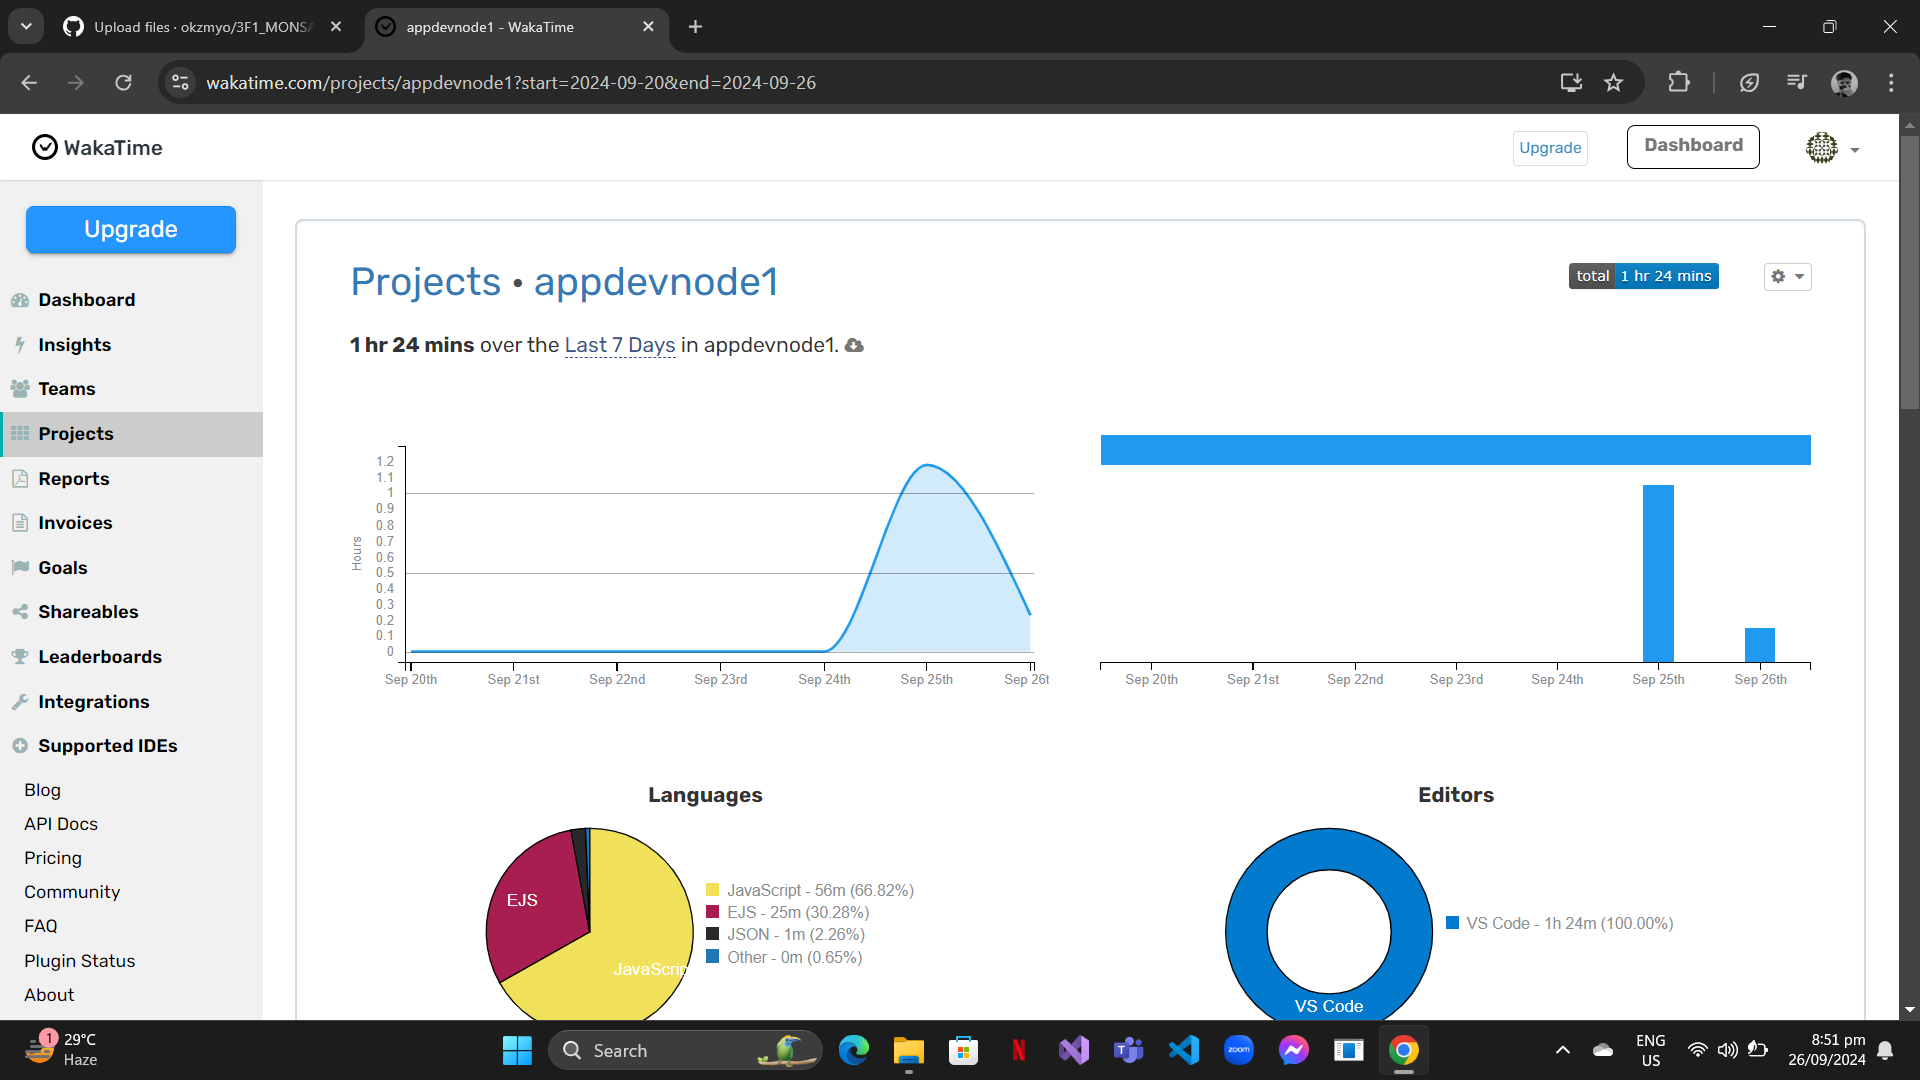 Upload files · okzmyo/3F1_MONSA
appdevnode1 - WakaTime
wakatime.com/projects/appdevnode1?start=2024-09-20&end=2024-09-26
WakaTime
Upgrade
Dashboard
Upgrade
Dashboard
Insights
Teams
Projects
Reports
Invoices
Goals
Shareables
Leaderboards
Integrations
Supported IDEs
Blog
API Docs
Pricing
Community
FAQ
Plugin Status
About
Projects • appdevnode1
total 1 hr 24 mins
1 hr 24 mins over the Last 7 Days in appdevnode1.
Hours
1.2
1.1
1
0.9
0.8
0.7
0.6
0.5
0.4
0.3
0.2
0.1
0
Sep 20th Sep 21st Sep 22nd Sep 23rd Sep 24th Sep 25th Sep 26t
Sep 20th Sep 21st Sep 22nd Sep 23rd Sep 24th Sep 25th Sep 26th
Languages
EJS
JavaScrip
JavaScript - 56m (66.82%)
EJS - 25m (30.28%)
JSON - 1m (2.26%)
Other - 0m (0.65%)
Editors
VS Code
VS Code - 1h 24m (100.00%)
1
29°C
Haze
Search
N
T
zoom
ENG
US
8:51 pm
26/09/2024